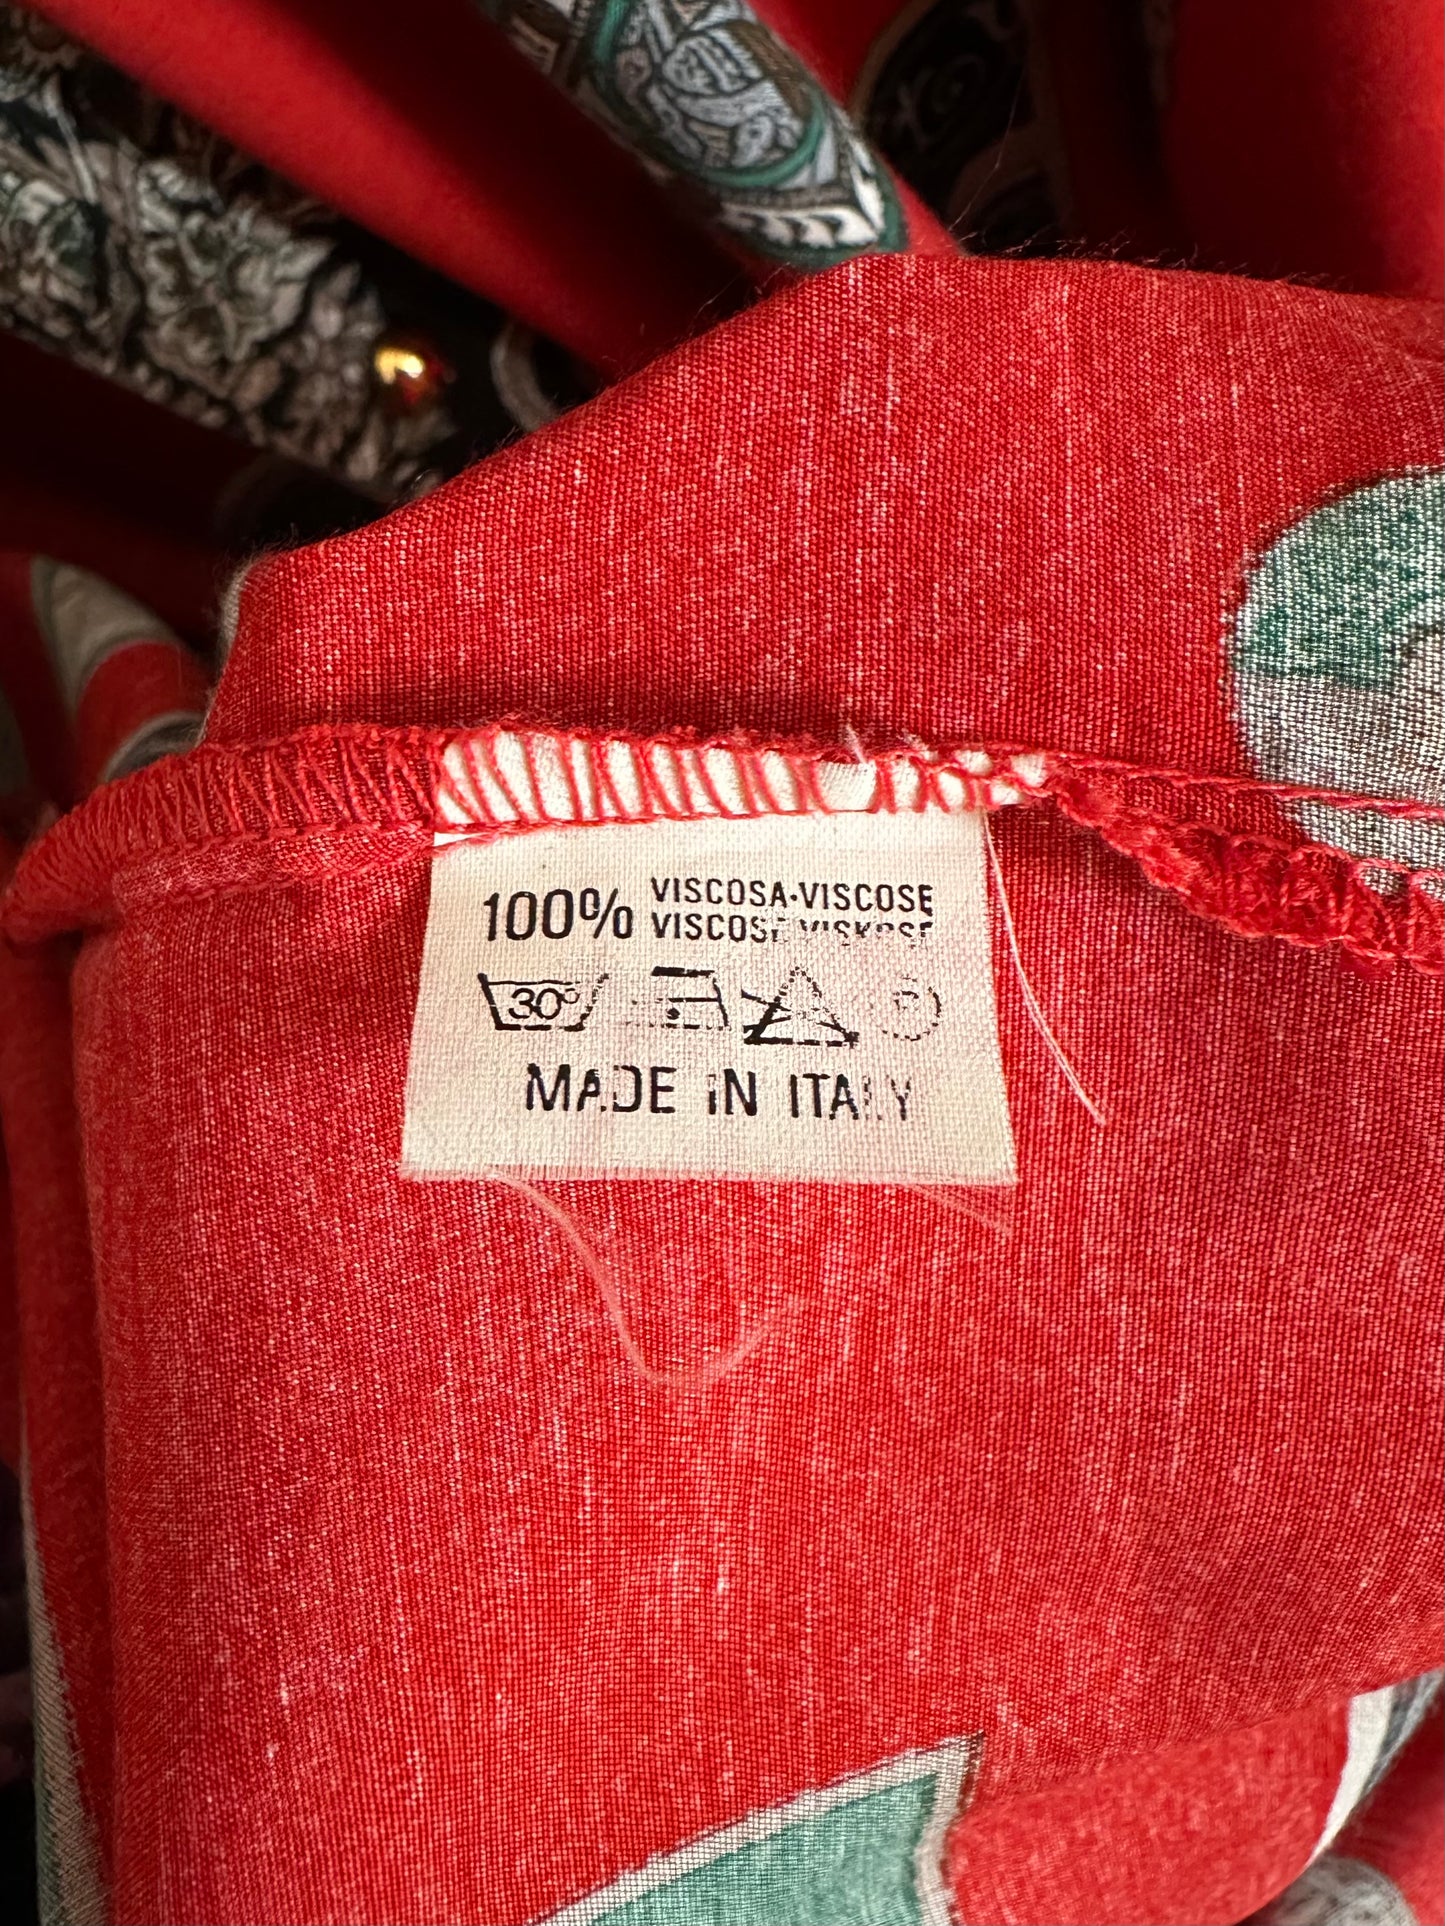 100% VISCOSA·VISCOSE
VISCOSE VISKOSE
30°
P
MADE IN ITALY